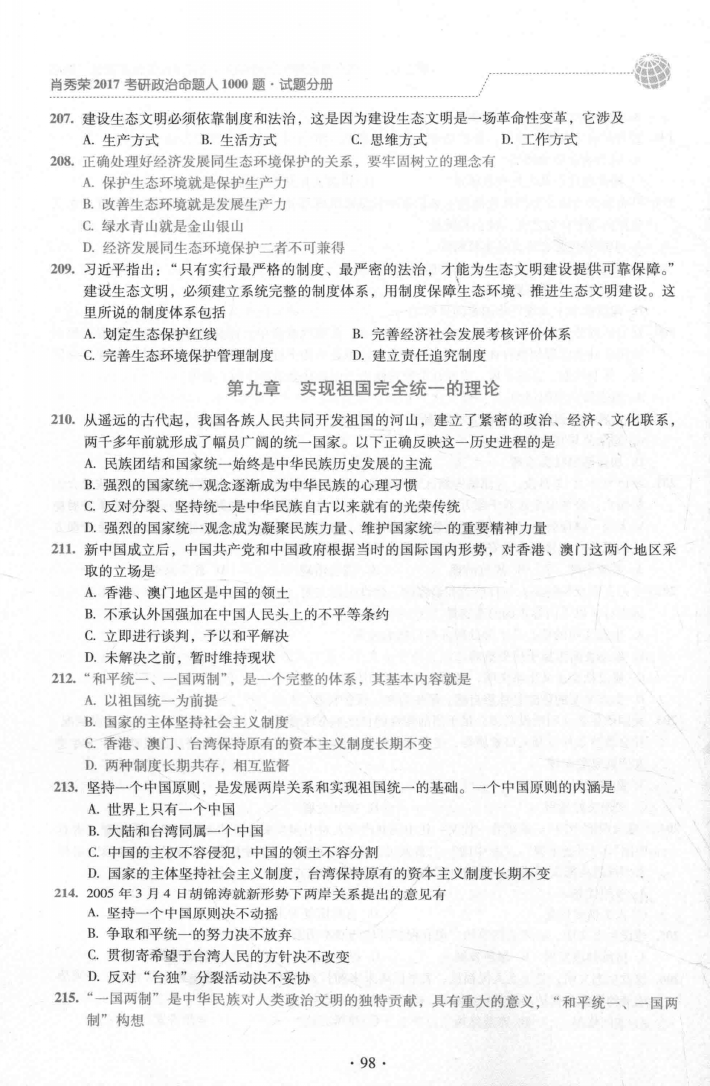 肖秀荣 2017 考研政治命题人 1000 题·试题分册
207. 建设生态文明必须依靠制度和法治，这是因为建设生态文明是一场革命性变革，它涉及
A. 生产方式 B. 生活方式 C. 思维方式 D. 工作方式
208. 正确处理好经济发展同生态环境保护的关系，要牢固树立的理念有
A. 保护生态环境就是保护生产力
B. 改善生态环境就是发展生产力
C. 绿水青山就是金山银山
D. 经济发展同生态环境保护二者不可兼得
209. 习近平指出：“只有实行最严格的制度、最严密的法治，才能为生态文明建设提供可靠保障。”
建设生态文明，必须建立系统完整的制度体系，用制度保障生态环境、推进生态文明建设。这
里所说的制度体系包括
A. 划定生态保护红线 B. 完善经济社会发展考核评价体系
C. 完善生态环境保护管理制度 D. 建立责任追究制度
第九章 实现祖国完全统一的理论
210. 从遥远的古代起，我国各族人民共同开发祖国的河山，建立了紧密的政治、经济、文化联系，
两千多年前就形成了幅员广阔的统一国家。以下正确反映这一历史进程的是
A. 民族团结和国家统一始终是中华民族历史发展的主流
B. 强烈的国家统一观念逐渐成为中华民族的心理习惯
C. 反对分裂、坚持统一是中华民族自古以来就有的光荣传统
D. 强烈的国家统一观念成为凝聚民族力量、维护国家统一的重要精神力量
211. 新中国成立后，中国共产党和中国政府根据当时的国际国内形势，对香港、澳门这两个地区采
取的立场是
A. 香港、澳门地区是中国的领土
B. 不承认外国强加在中国人民头上的不平等条约
C. 立即进行谈判，予以和平解决
D. 未解决之前，暂时维持现状
212. “和平统一、一国两制”，是一个完整的体系，其基本内容就是
A. 以祖国统一为前提
B. 国家的主体坚持社会主义制度
C. 香港、澳门、台湾保持原有的资本主义制度长期不变
D. 两种制度长期共存，相互监督
213. 坚持一个中国原则，是发展两岸关系和实现祖国统一的基础。一个中国原则的内涵是
A. 世界上只有一个中国
B. 大陆和台湾同属一个中国
C. 中国的主权不容侵犯，中国的领土不容分割
D. 国家的主体坚持社会主义制度，台湾保持原有的资本主义制度长期不变
214. 2005 年 3 月 4 日胡锦涛就新形势下两岸关系提出的意见有
A. 坚持一个中国原则决不动摇
B. 争取和平统一的努力决不放弃
C. 贯彻寄希望于台湾人民的方针决不改变
D. 反对“台独”分裂活动决不妥协
215. “一国两制”是中华民族对人类政治文明的独特贡献，具有重大的意义，“和平统一、一国两
制”构想
· 98 ·